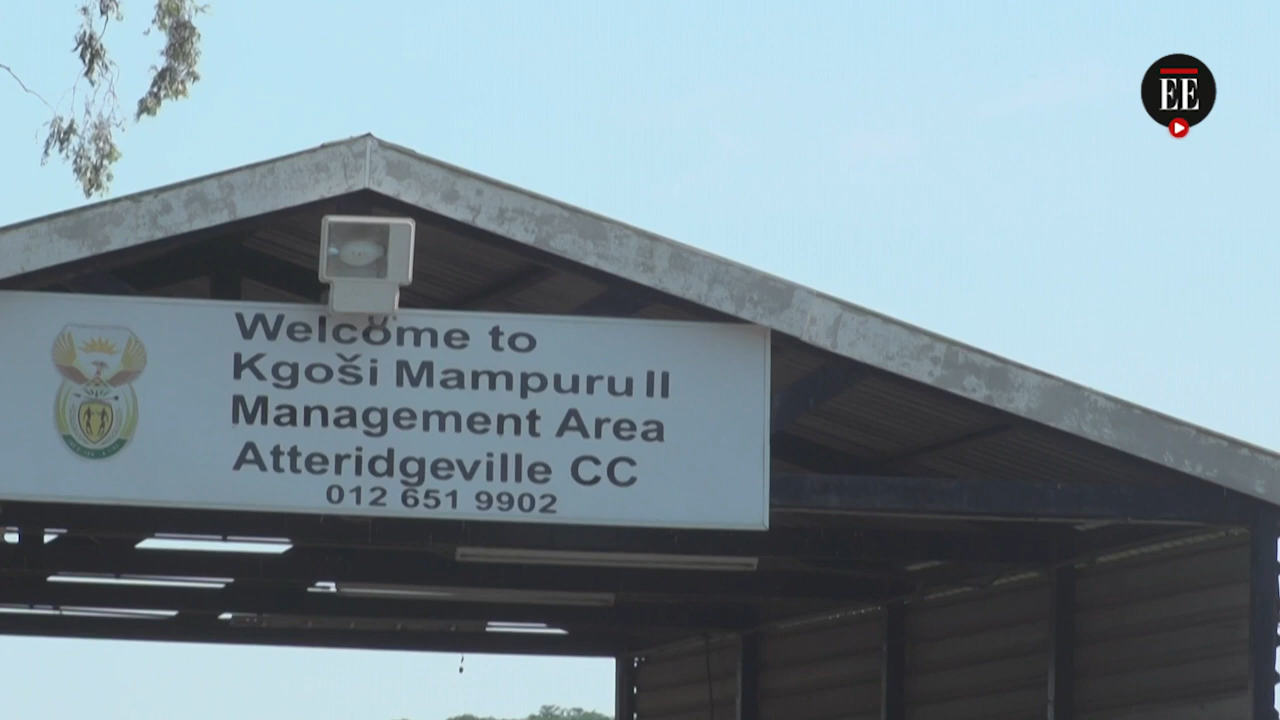 EE
Welcome to
Kgoši Mampuru II
Management Area
Atteridgeville CC
012 651 9902